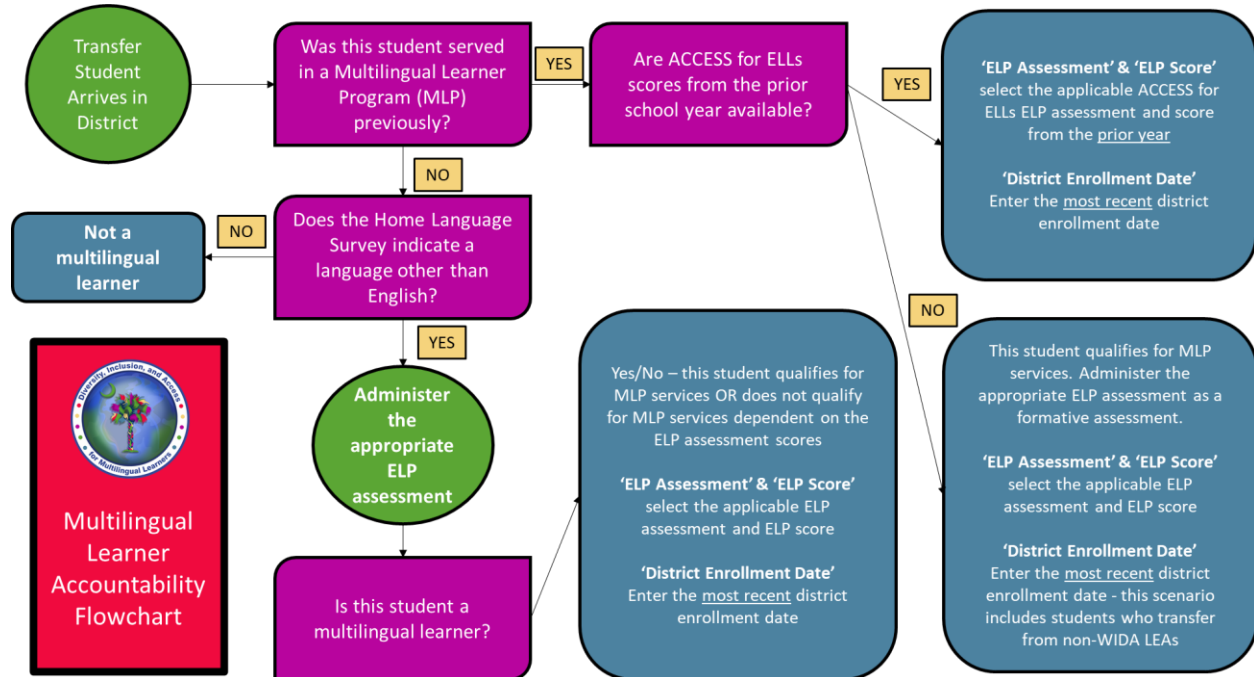 Transfer
Student
Arrives in
District
Was this student served
in a Multilingual Learner
Program (MLP)
previously?
YES
Are ACCESS for ELLs
scores from the prior
school year available?
YES
‘ELP Assessment’ & ‘ELP Score’
select the applicable ACCESS for
ELLs ELP assessment and score
from the prior year
‘District Enrollment Date’
Enter the most recent district
enrollment date
NO
Does the Home Language
Survey indicate a
language other than
English?
NO
Not a
multilingual
learner
YES
Administer
the
appropriate
ELP
assessment
Is this student a
multilingual learner?
Yes/No – this student qualifies for
MLP services OR does not qualify
for MLP services dependent on the
ELP assessment scores
‘ELP Assessment’ & ‘ELP Score’
select the applicable ELP
assessment and ELP score
‘District Enrollment Date’
Enter the most recent district
enrollment date
NO
This student qualifies for MLP
services. Administer the
appropriate ELP assessment as a
formative assessment.
‘ELP Assessment’ & ‘ELP Score’
select the applicable ELP
assessment and ELP score
‘District Enrollment Date’
Enter the most recent district
enrollment date - this scenario
includes students who transfer
from non-WIDA LEAs
Diversity, Inclusion, and Access
for Multilingual Learners
Multilingual
Learner
Accountability
Flowchart